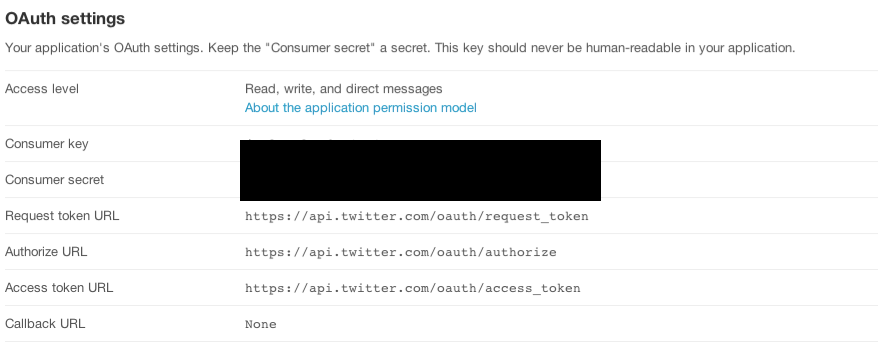 OAuth settings
Your application's OAuth settings. Keep the "Consumer secret" a secret. This key should never be human-readable in your application.
Access level Read, write, and direct messages
About the application permission model
Consumer key
Consumer secret
Request token URL https://api.twitter.com/oauth/request_token
Authorize URL https://api.twitter.com/oauth/authorize
Access token URL https://api.twitter.com/oauth/access_token
Callback URL None